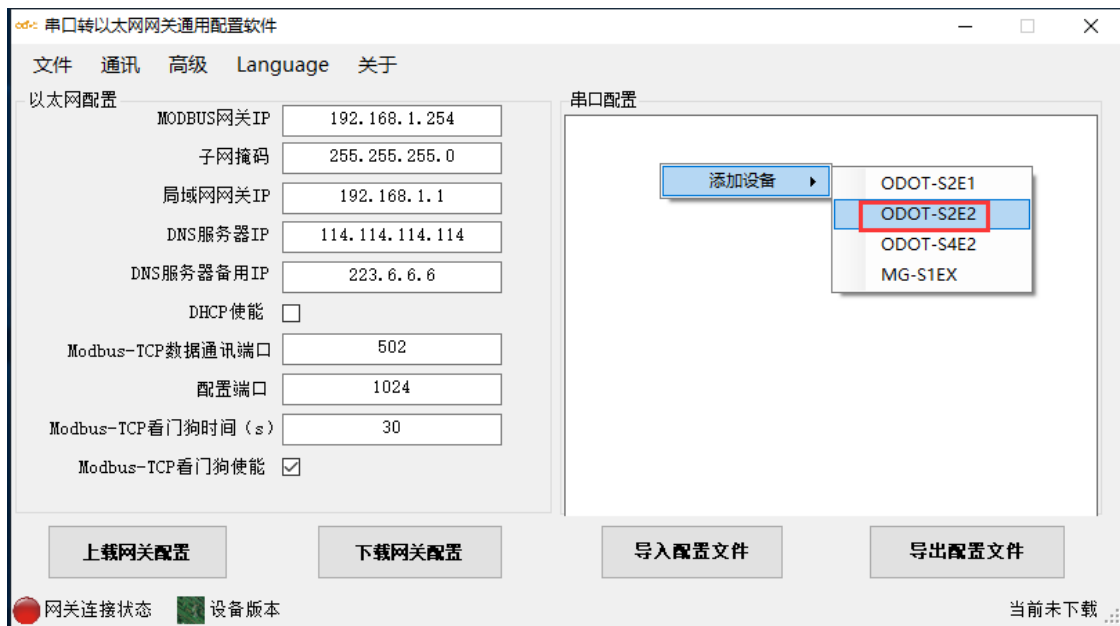 odot 串口转以太网网关通用配置软件
文件 通讯 高级 Language 关于
以太网配置
MODBUS网关IP 192.168.1.254
子网掩码 255.255.255.0
局域网网关IP 192.168.1.1
DNS服务器IP 114.114.114.114
DNS服务器备用IP 223.6.6.6
DHCP使能
Modbus-TCP数据通讯端口 502
配置端口 1024
Modbus-TCP看门狗时间（s） 30
Modbus-TCP看门狗使能
串口配置
添加设备
ODOT-S2E1
ODOT-S2E2
ODOT-S4E2
MG-S1EX
上载网关配置 下载网关配置 导入配置文件 导出配置文件
网关连接状态 设备版本 当前未下载